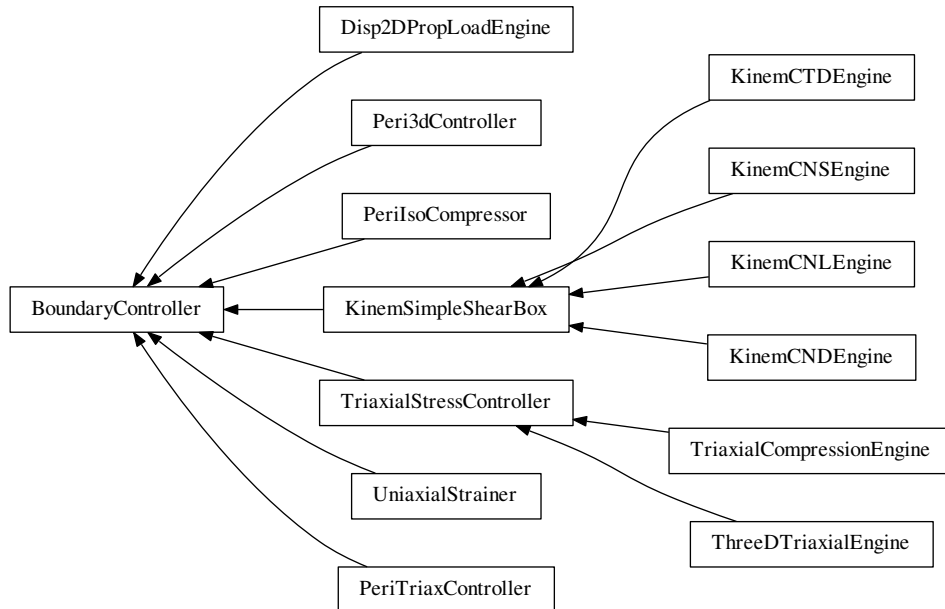 Disp2DPropLoadEngine
KinemCTDEngine
Peri3dController
KinemCNSEngine
PeriIsoCompressor
KinemCNLEngine
BoundaryController
KinemSimpleShearBox
KinemCNDEngine
TriaxialStressController
TriaxialCompressionEngine
UniaxialStrainer
ThreeDTriaxialEngine
PeriTriaxController